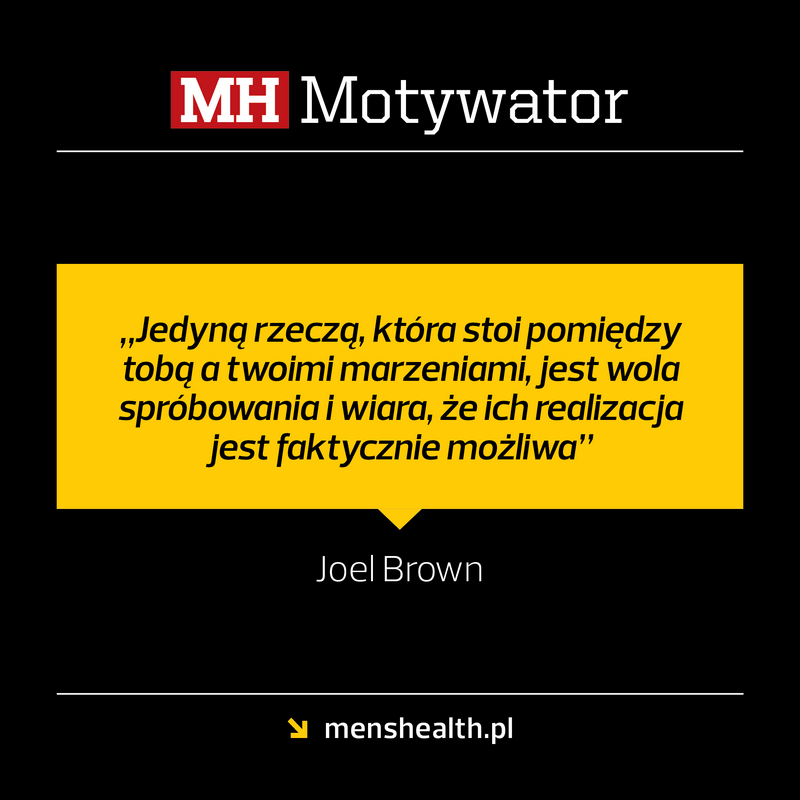 MH Motywator
„Jedyną rzeczą, która stoi pomiędzy
tobą a twoimi marzeniami, jest wola
spróbowania i wiara, że ich realizacja
jest faktycznie możliwa”
Joel Brown
menshealth.pl